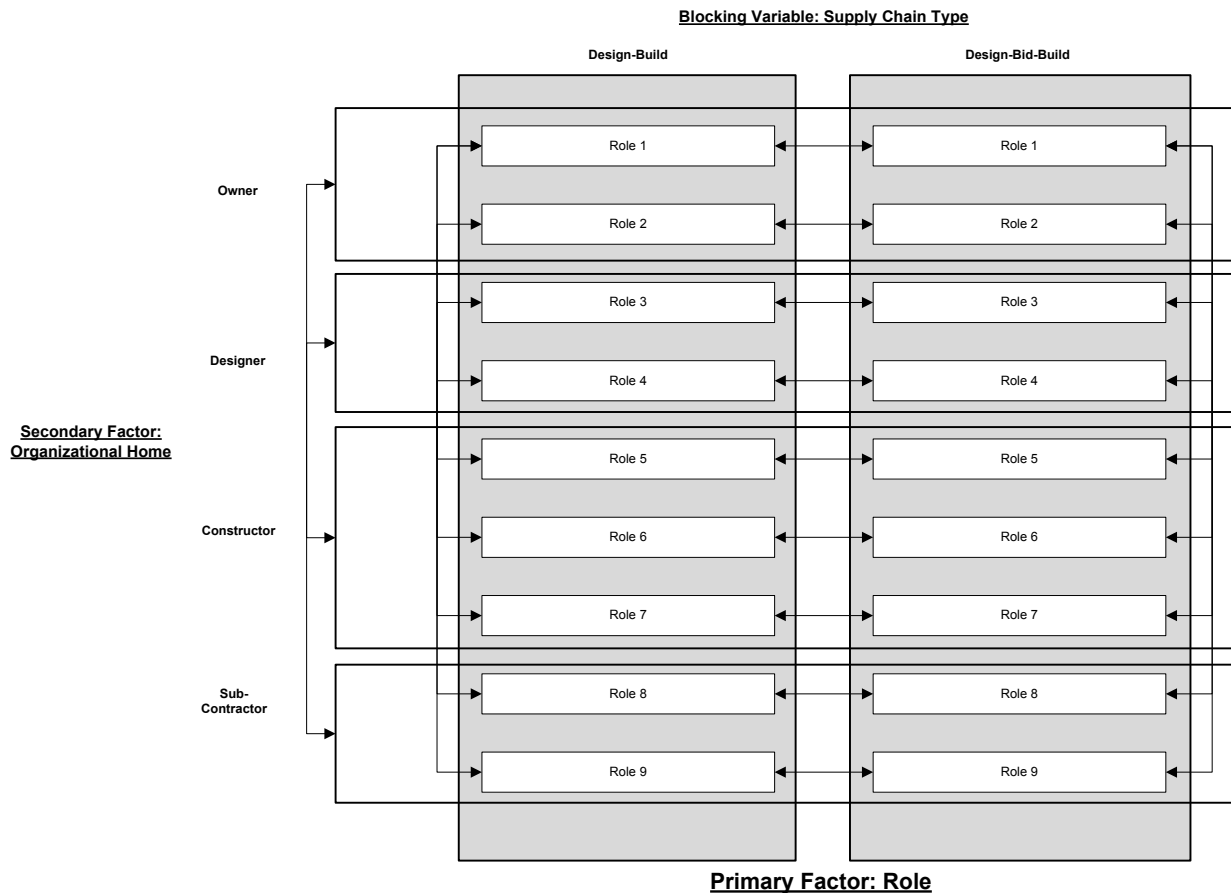 Blocking Variable: Supply Chain Type
Design-Build
Design-Bid-Build
Owner
Role 1
Role 1
Role 2
Role 2
Designer
Role 3
Role 3
Role 4
Role 4
Secondary Factor:
Organizational Home
Constructor
Role 5
Role 5
Role 6
Role 6
Role 7
Role 7
Sub-
Contractor
Role 8
Role 8
Role 9
Role 9
Primary Factor: Role